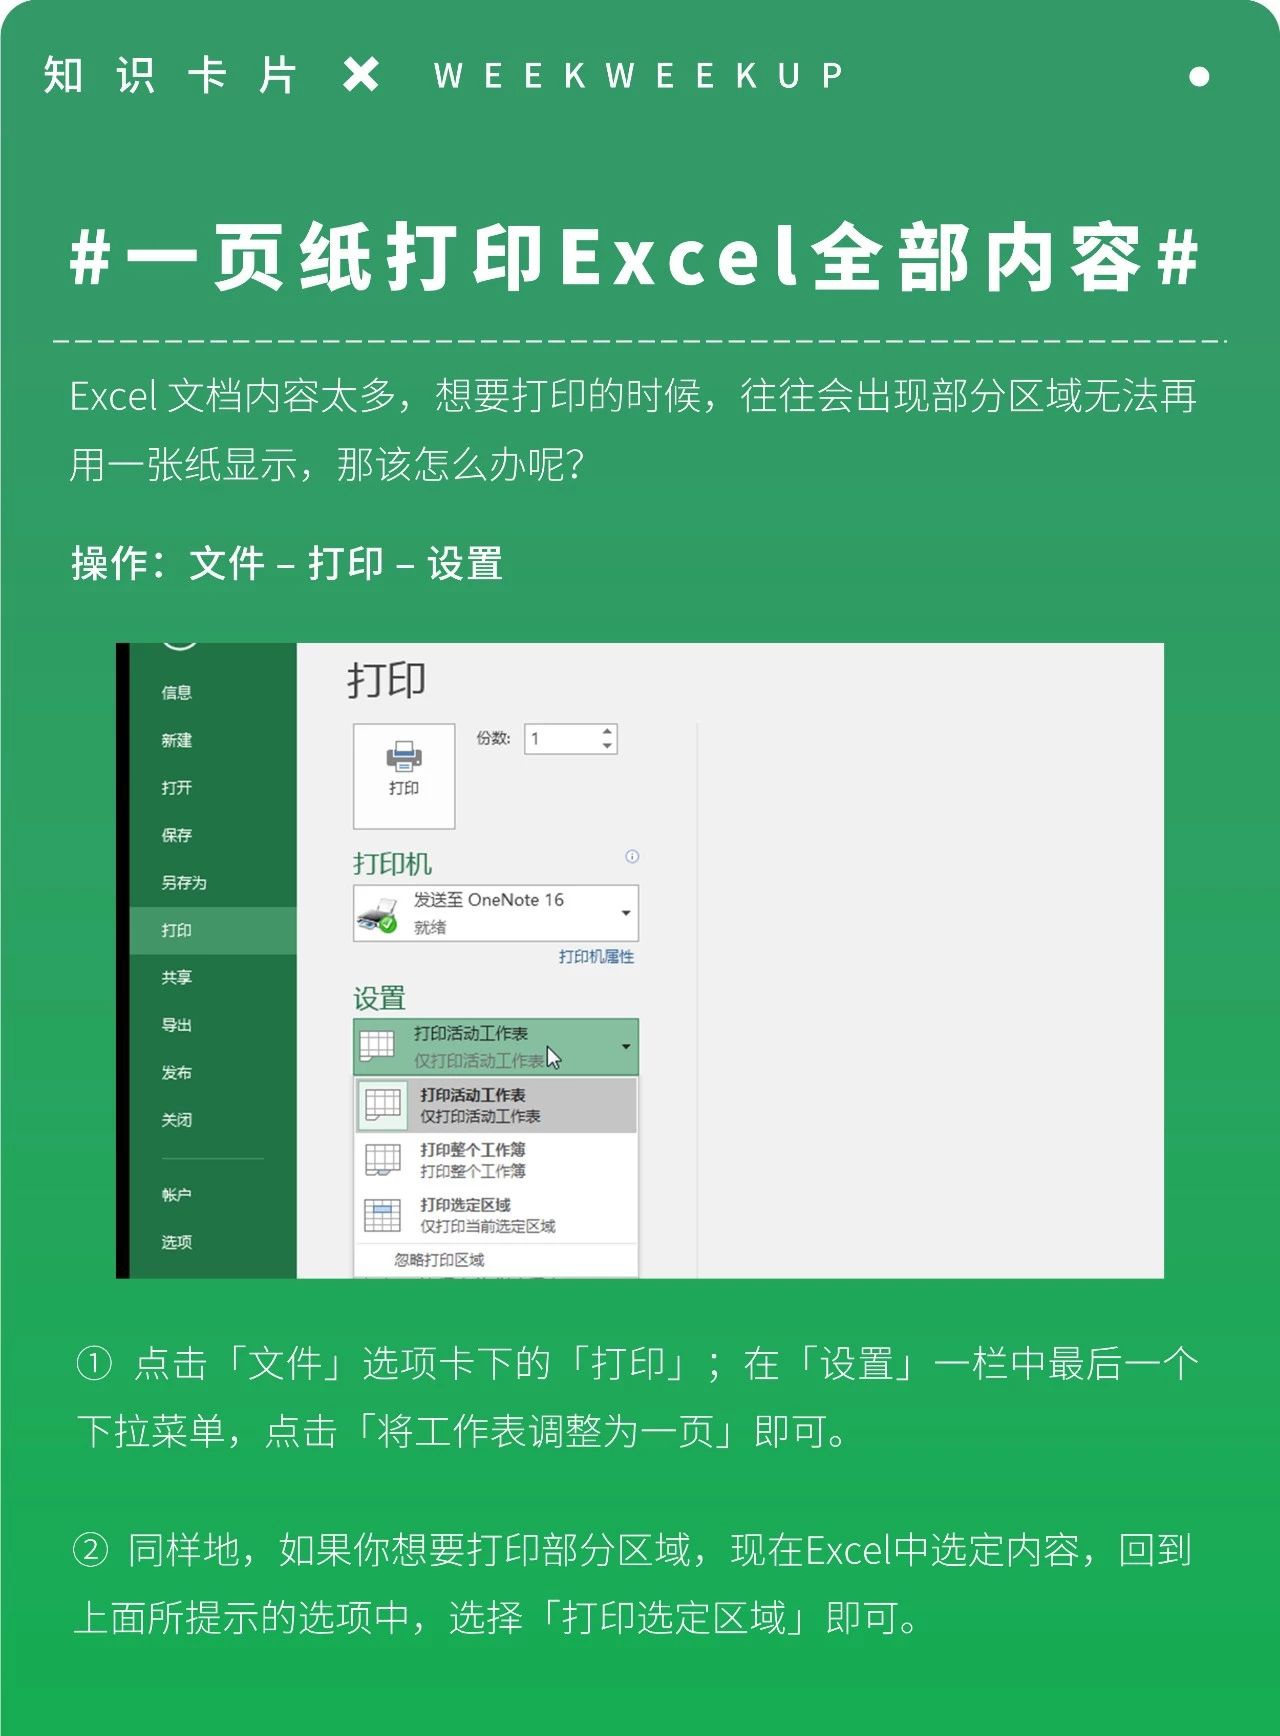 知识卡片 ✖ WEEKWEEKUP
#一页纸打印Excel全部内容#
Excel 文档内容太多，想要打印的时候，往往会出现部分区域无法再
用一张纸显示，那该怎么办呢？
操作：文件 – 打印 – 设置
信息
新建
打开
保存
另存为
打印
共享
导出
发布
关闭
帐户
选项
打印
打印
份数: 1
打印机
发送至 OneNote 16
就绪
打印机属性
设置
打印活动工作表
仅打印活动工作表
打印活动工作表
仅打印活动工作表
打印整个工作簿
打印整个工作簿
打印选定区域
仅打印当前选定区域
忽略打印区域
① 点击「文件」选项卡下的「打印」；在「设置」一栏中最后一个
下拉菜单，点击「将工作表调整为一页」即可。
② 同样地，如果你想要打印部分区域，现在Excel中选定内容，回到
上面所提示的选项中，选择「打印选定区域」即可。